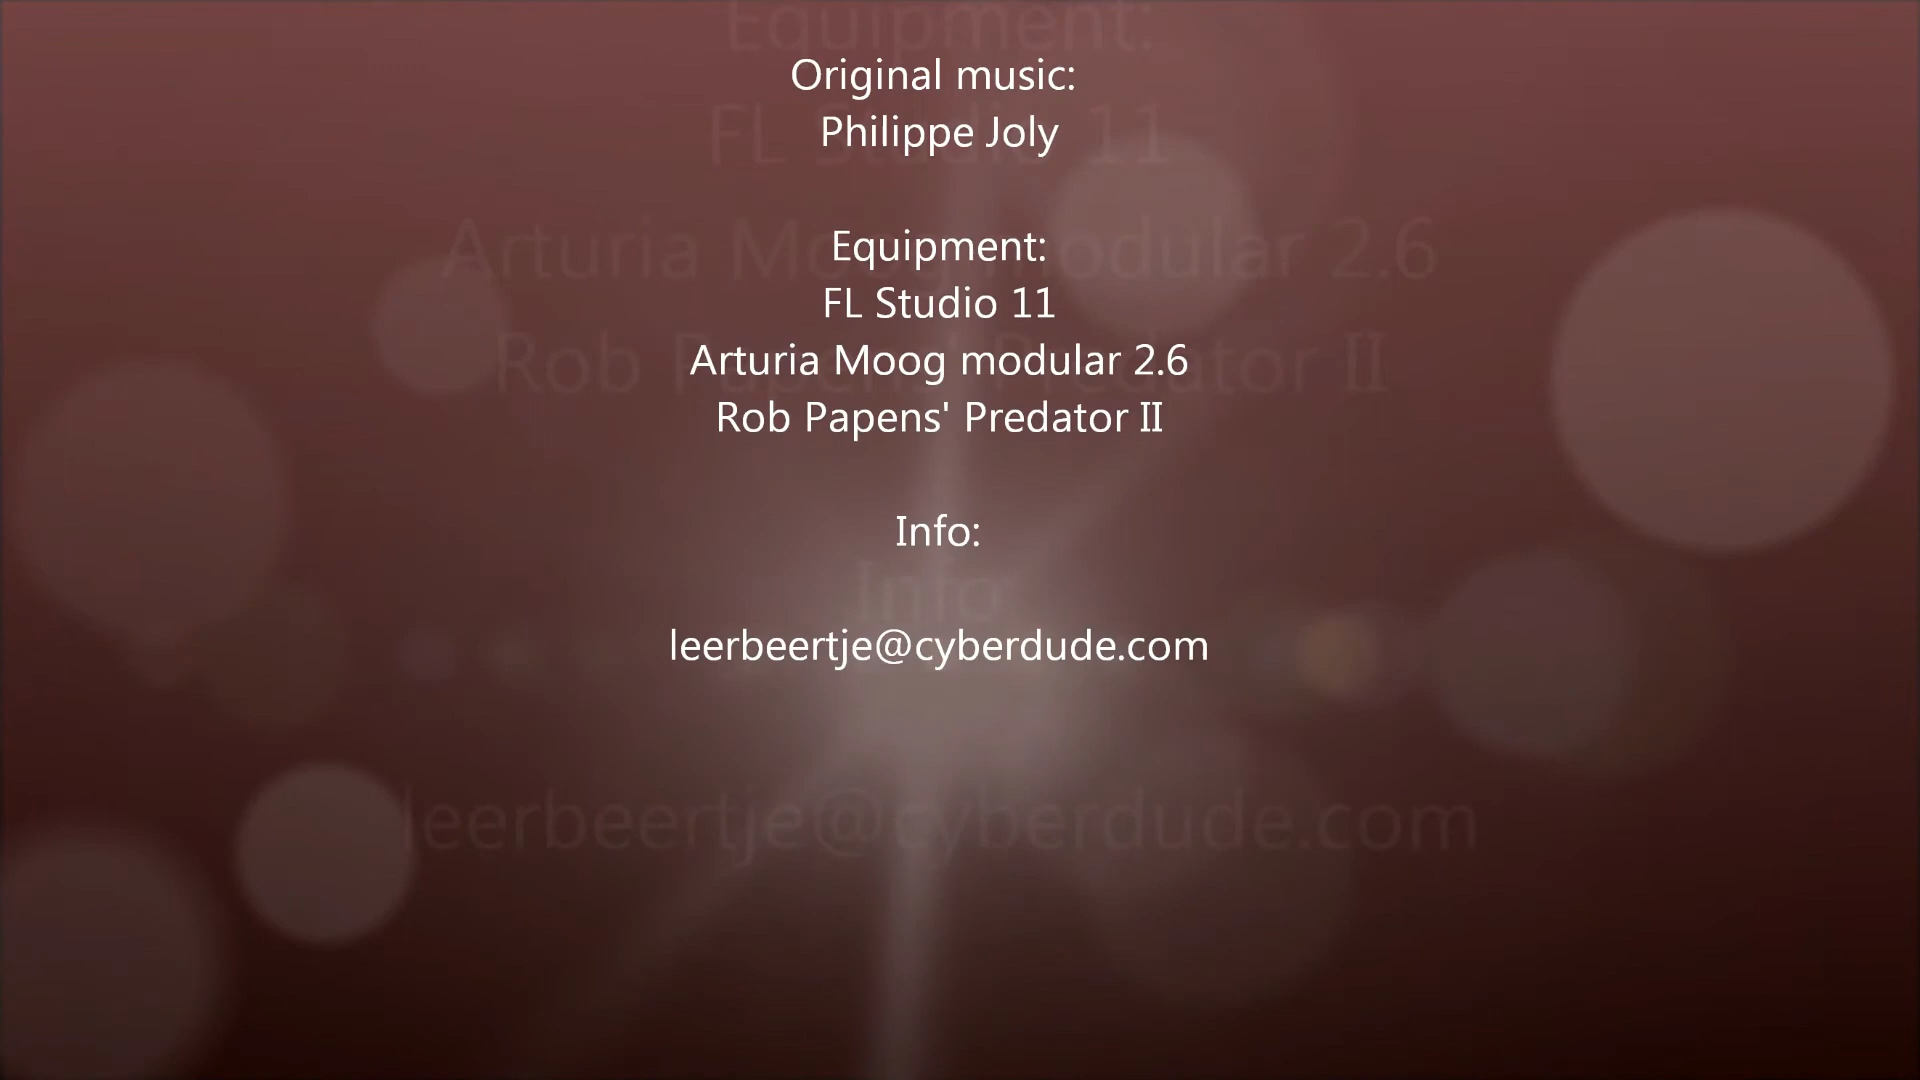 Original music:
Philippe Joly
Equipment:
FL Studio 11
Arturia Moog modular 2.6
Rob Papens' Predator II
Info:
leerbeertje@cyberdude.com